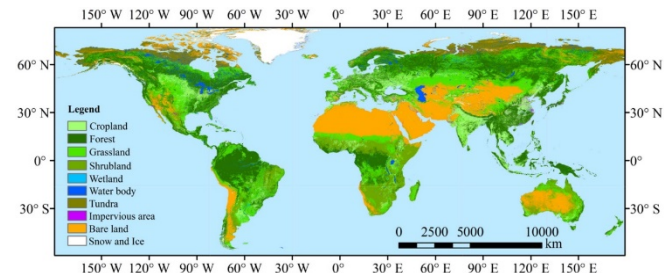 150° W 120° W 90° W 60° W 30° W 0° 30° E 60° E 90° E 120° E 150° E
60° N 60° N
30° N 30° N
0° 0°
30° S 30° S
Legend
Cropland
Forest
Grassland
Shrubland
Wetland
Water body
Tundra
Impervious area
Bare land
Snow and Ice
0 2500 5000 10000
km
150° W 120° W 90° W 60° W 30° W 0° 30° E 60° E 90° E 120° E 150° E